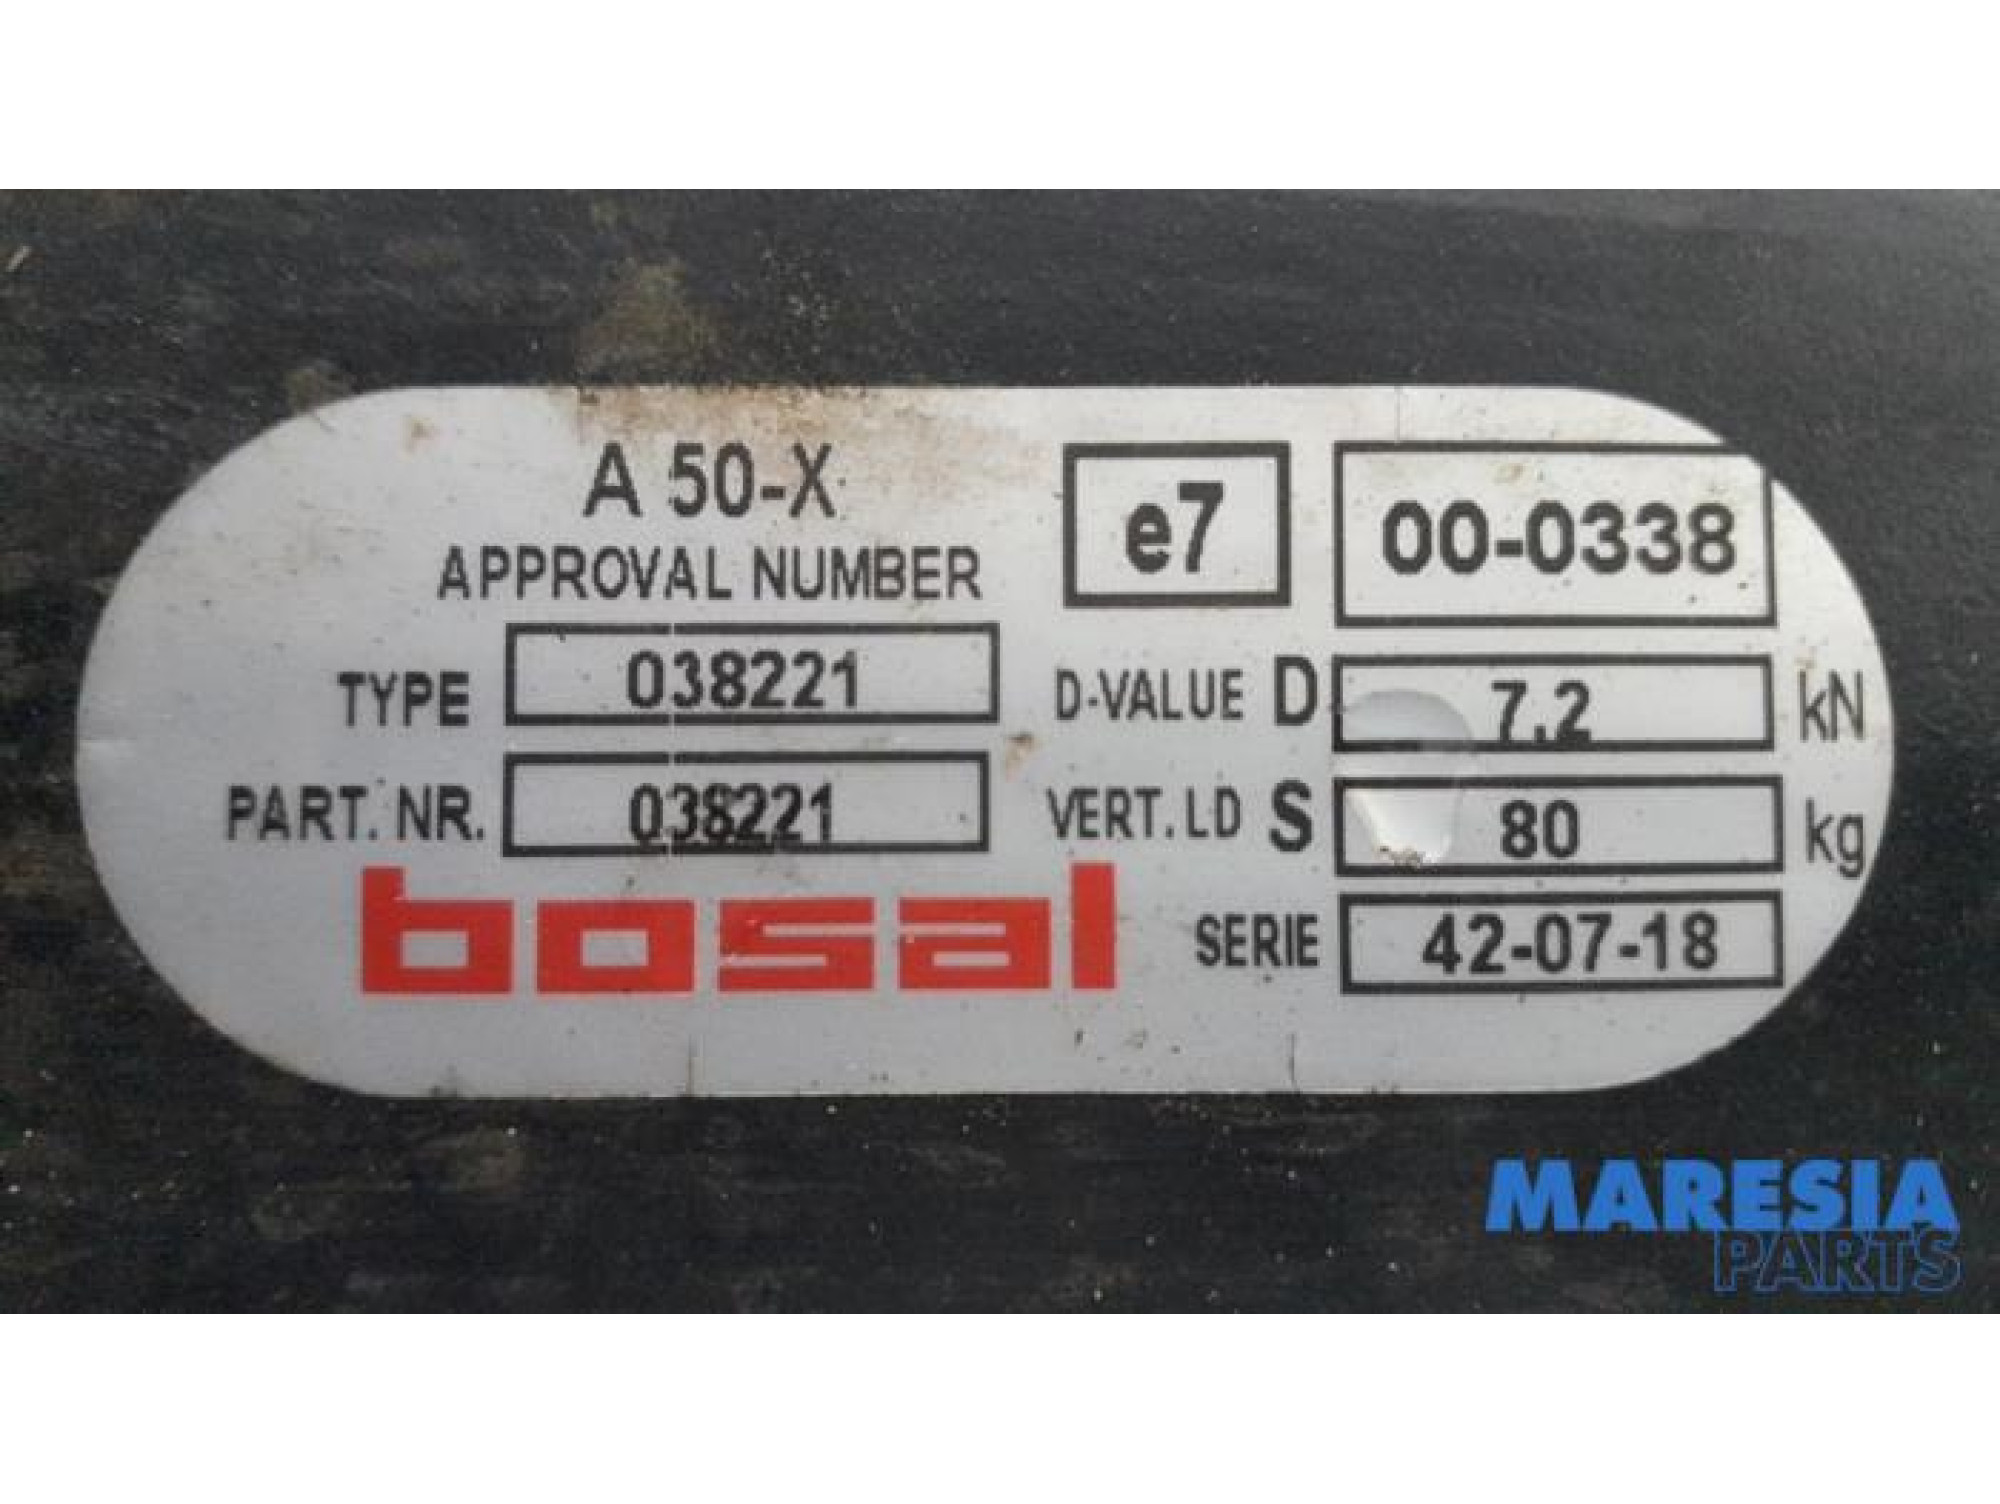 A 50-X
APPROVAL NUMBER e7 00-0338
TYPE 038221 D-VALUE D 7.2 kN
PART. NR. 038221 VERT. LD S 80 kg
bosal SERIE 42-07-18
MARESIA
PARTS